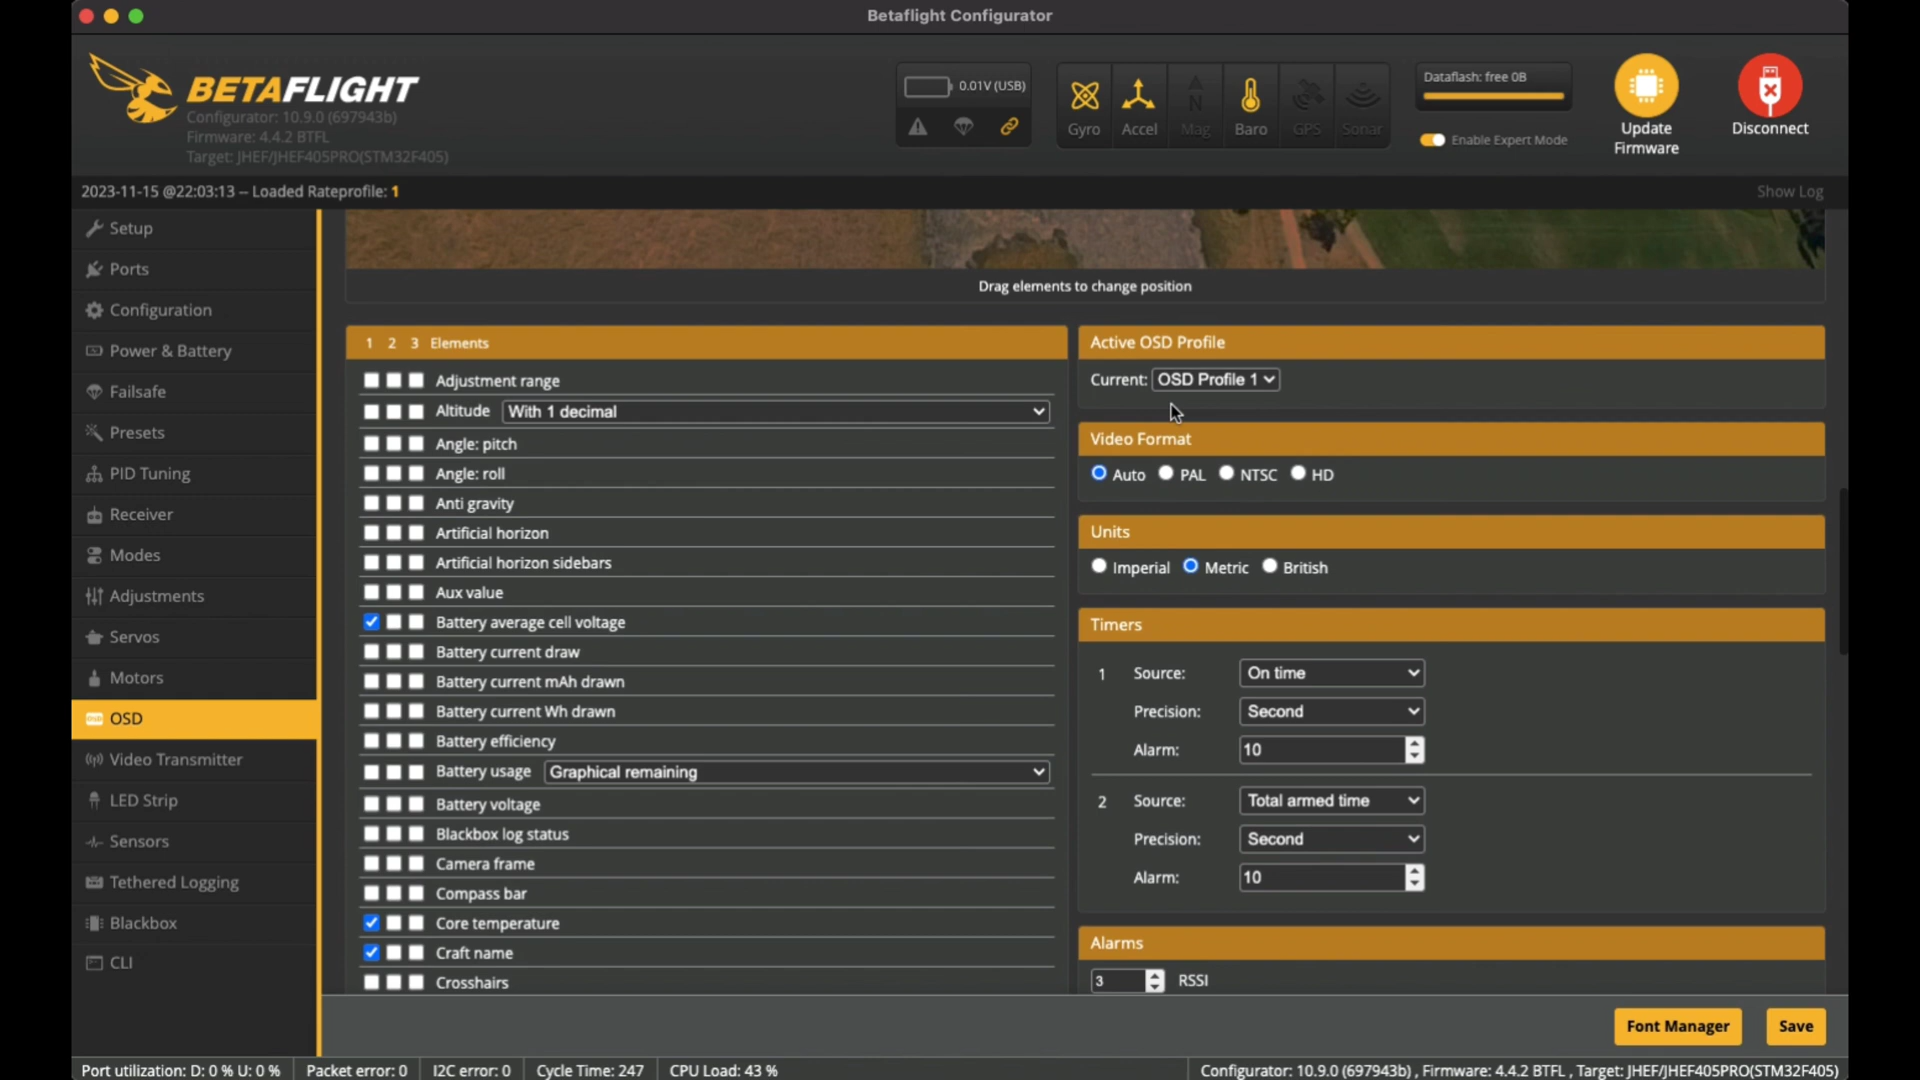 Betaflight Configurator
BETAFLIGHT
Configurator: 10.9.0 (697943b)
Firmware: 4.4.2 BTFL
Target: JHEF/JHEF405PRO(STM32F405)
0.01V (USB)
Gyro
Accel
N
Mag
Baro
GPS
Sonar
Dataflash: free 0B
Enable Expert Mode
Update
Firmware
Disconnect
2023-11-15 @22:03:13 -- Loaded Rateprofile: 1
Show Log
Setup
Ports
Configuration
Power & Battery
Failsafe
Presets
PID Tuning
Receiver
Modes
Adjustments
Servos
Motors
OSD
Video Transmitter
LED Strip
Sensors
Tethered Logging
Blackbox
CLI
Drag elements to change position
1 2 3 Elements
Adjustment range
Altitude With 1 decimal
Angle: pitch
Angle: roll
Anti gravity
Artificial horizon
Artificial horizon sidebars
Aux value
Battery average cell voltage
Battery current draw
Battery current mAh drawn
Battery current Wh drawn
Battery efficiency
Battery usage Graphical remaining
Battery voltage
Blackbox log status
Camera frame
Compass bar
Core temperature
Craft name
Crosshairs
Active OSD Profile
Current: OSD Profile 1
Video Format
Auto PAL NTSC HD
Units
Imperial Metric British
Timers
1 Source: On time
Precision: Second
Alarm: 10
2 Source: Total armed time
Precision: Second
Alarm: 10
Alarms
3 RSSI
Font Manager
Save
Port utilization: D: 0 % U: 0 % Packet error: 0 I2C error: 0 Cycle Time: 247 CPU Load: 43 % Configurator: 10.9.0 (697943b) , Firmware: 4.4.2 BTFL , Target: JHEF/JHEF405PRO(STM32F405)